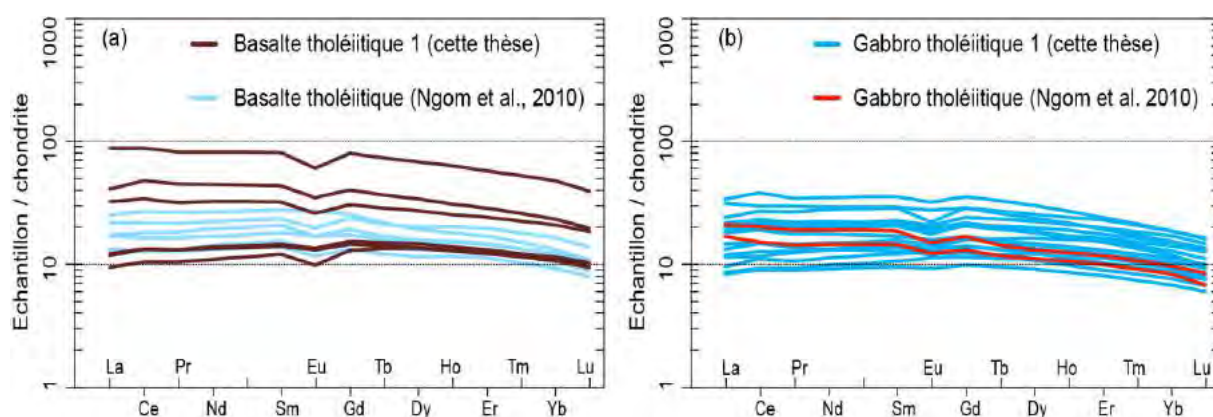 (a)
Basalte tholéiitique 1 (cette thèse)
Basalte tholéiitique (Ngom et al., 2010)
Echantillon / chondrite
1000
100
10
1
La Pr Eu Tb Ho Tm Lu
Ce Nd Sm Gd Dy Er Yb
(b)
Gabbro tholéiitique 1 (cette thèse)
Gabbro tholéiitique (Ngom et al. 2010)
Echantillon / chondrite
1000
100
10
1
La Pr Eu Tb Ho Tm Lu
Ce Nd Sm Gd Dy Er Yb